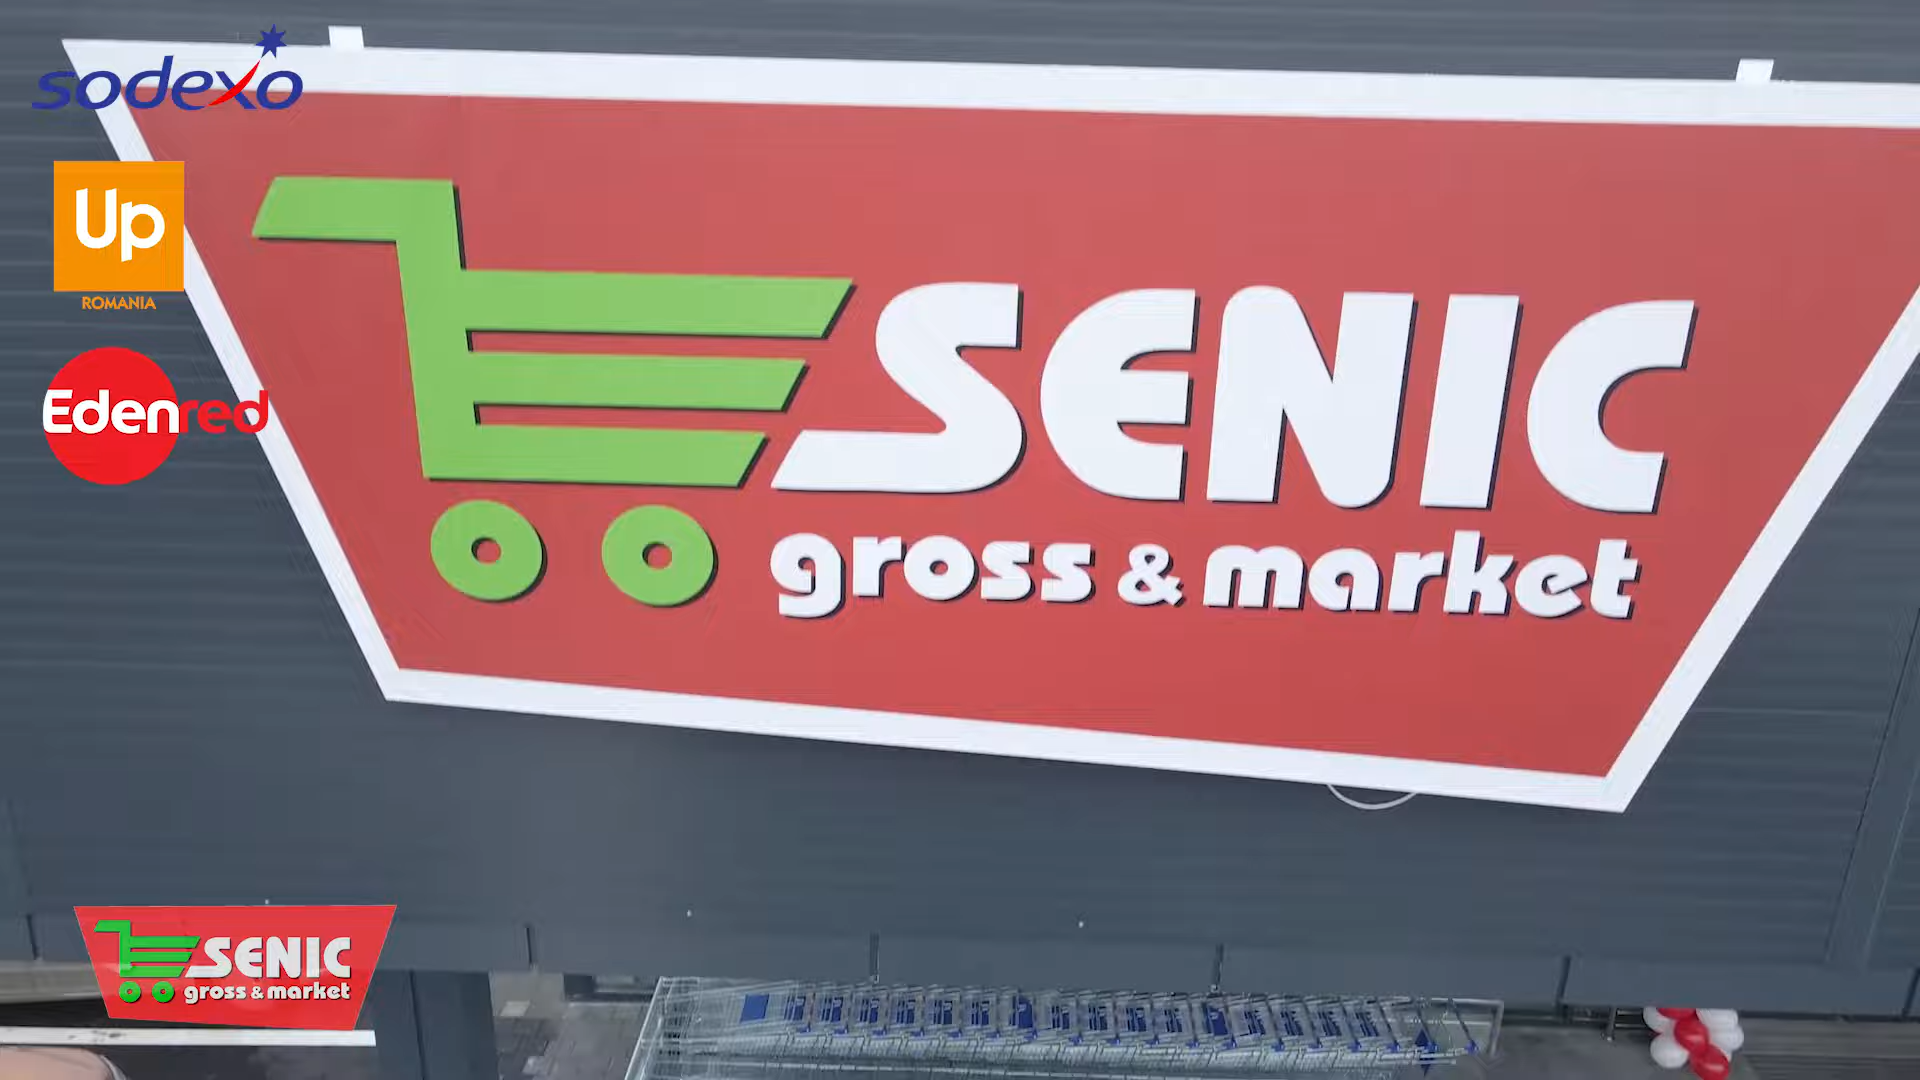 sodexo
Up
ROMANIA
Edenred
SENIC
gross & market
SENIC
gross & market